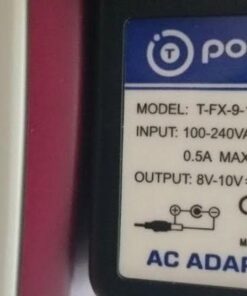 T po
MODEL: T-FX-9-
INPUT: 100-240VA
0.5A MAX
OUTPUT: 8V-10V
AC ADAP